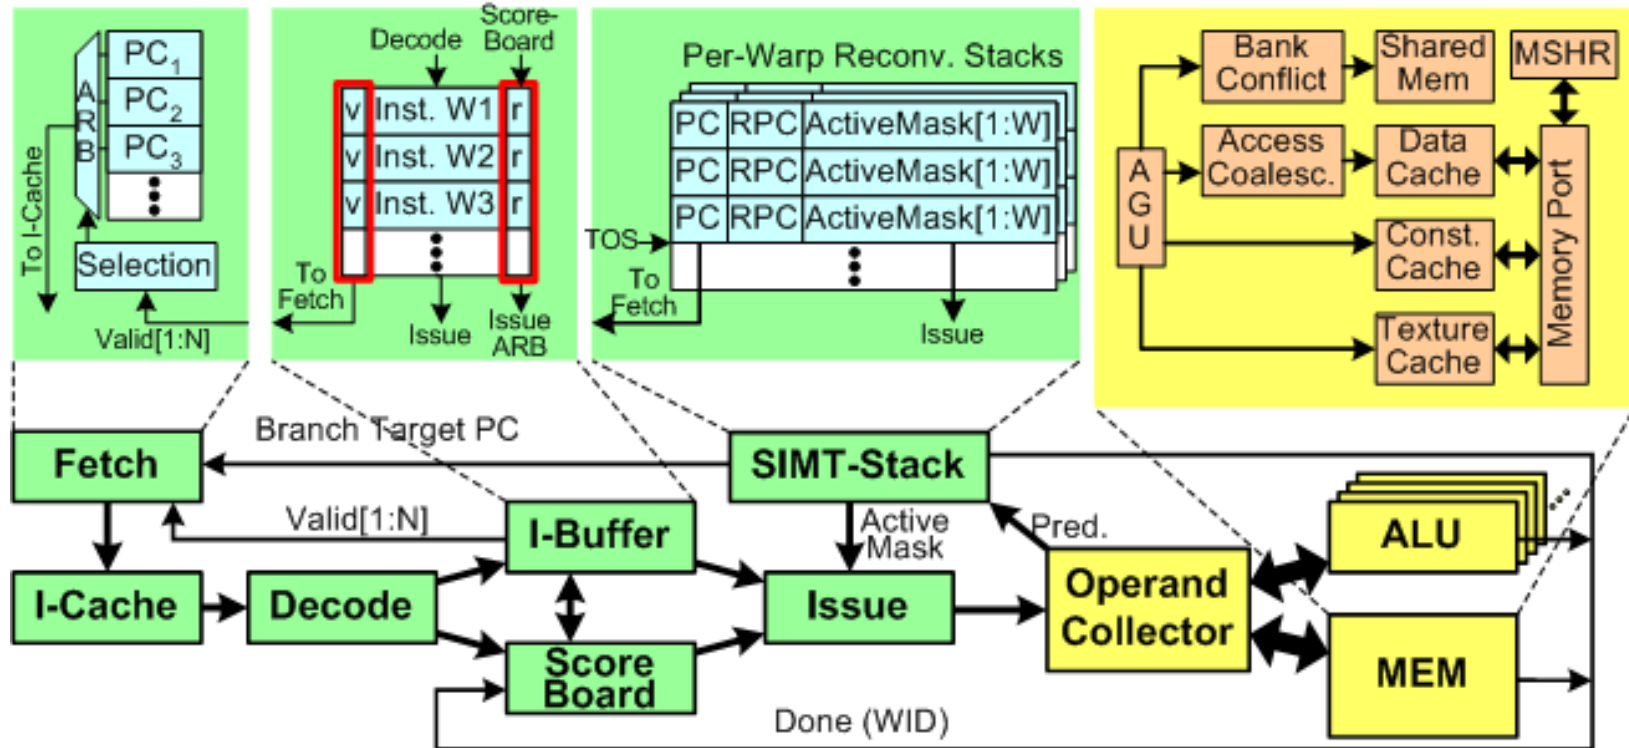 PC1
PC2
PC3
A
R
B
To I-Cache
Selection
Valid[1:N]
Decode
Score-
Board
v Inst. W1 r
v Inst. W2 r
v Inst. W3 r
To
Fetch
Issue
Issue
ARB
Per-Warp Reconv. Stacks
PC RPC ActiveMask[1:W]
PC RPC ActiveMask[1:W]
PC RPC ActiveMask[1:W]
TOS
To
Fetch
Issue
Bank
Conflict
Shared
Mem
MSHR
A
G
U
Access
Coalesc.
Data
Cache
Const.
Cache
Texture
Cache
Memory Port
Fetch
Branch Target PC
SIMT-Stack
Valid[1:N]
I-Buffer
Active
Mask
Pred.
ALU
I-Cache
Decode
Issue
Operand
Collector
Score
Board
MEM
Done (WID)